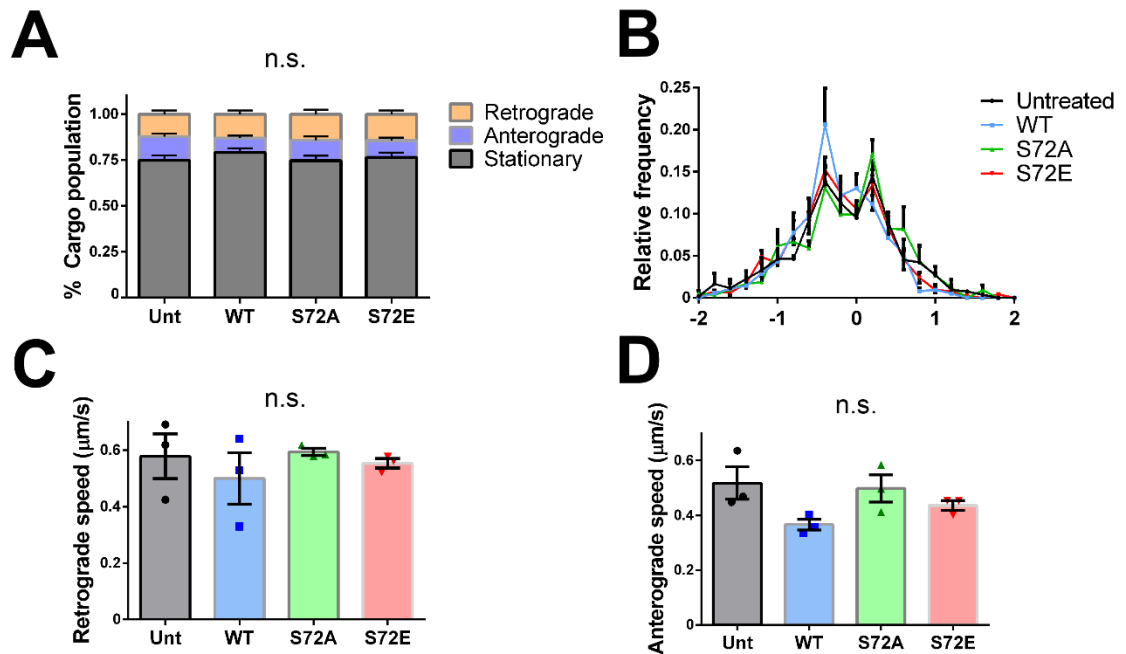 A
n.s.
% Cargo population
1.00
0.75
0.25
0
Unt WT S72A S72E
Retrograde
Anterograde
Stationary
B
Relative frequency
0.25
0.20
0.15
0.10
0.05
0
-2 -1 0 1 2
Untreated
WT
S72A
S72E
C
n.s.
Retrograde speed (μm/s)
0.6
0.4
0.2
0
Unt WT S72A S72E
D
n.s.
Anterograde speed (μm/s)
0.6
0.4
0.2
0
Unt WT S72A S72E